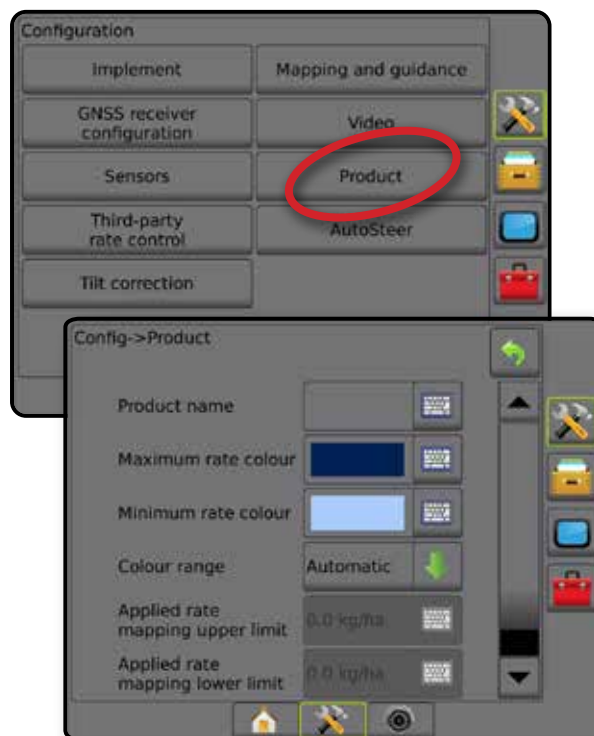 Configuration
Implement
Mapping and guidance
GNSS receiver
configuration
Video
Sensors
Product
Third-party
rate control
AutoSteer
Tilt correction
Config->Product
Product name
Maximum rate colour
Minimum rate colour
Colour range
Automatic
Applied rate
mapping upper limit
0.0 kg/ha
Applied rate
mapping lower limit
0.0 kg/ha